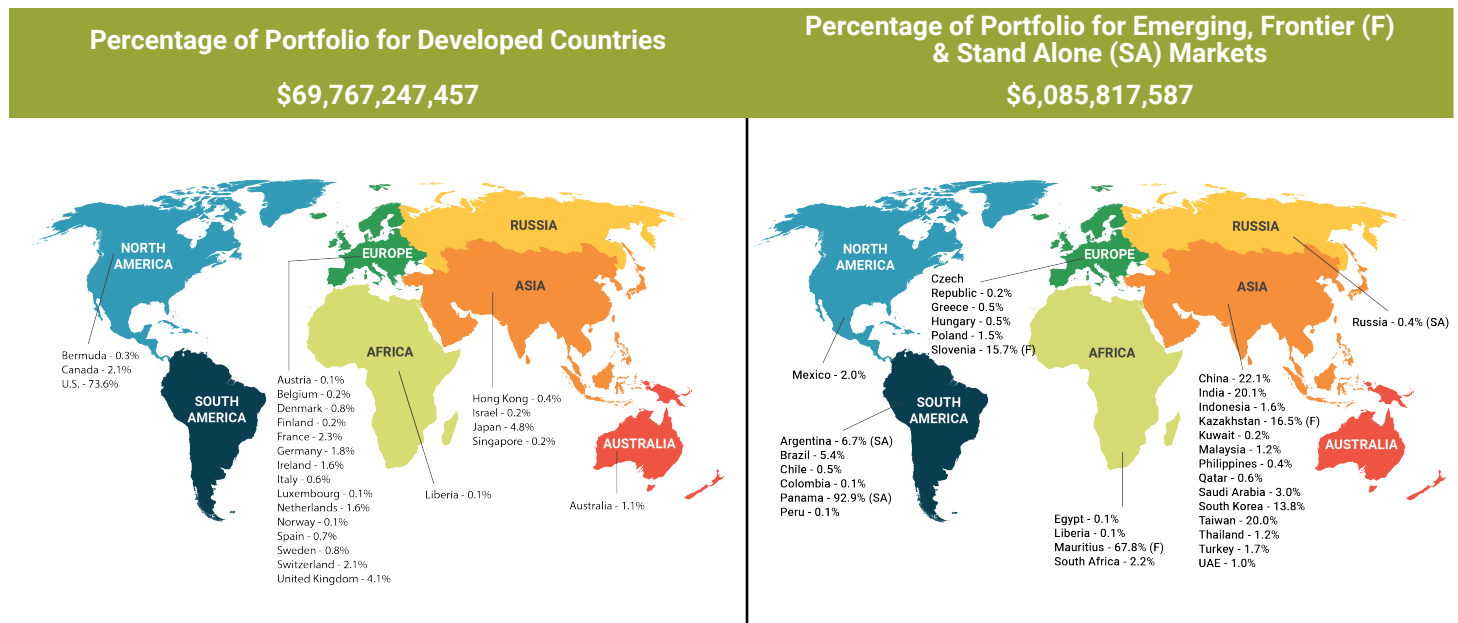 Percentage of Portfolio for Developed Countries
$69,767,247,457
NORTH
AMERICA
EUROPE
RUSSIA
ASIA
AFRICA
SOUTH
AMERICA
AUSTRALIA
Bermuda - 0.3%
Canada - 2.1%
U.S. - 73.6%
Austria - 0.1%
Belgium - 0.2%
Denmark - 0.8%
Finland - 0.2%
France - 2.3%
Germany - 1.8%
Ireland - 1.6%
Italy - 0.6%
Luxembourg - 0.1%
Netherlands - 1.6%
Norway - 0.1%
Spain - 0.7%
Sweden - 0.8%
Switzerland - 2.1%
United Kingdom - 4.1%
Hong Kong - 0.4%
Israel - 0.2%
Japan - 4.8%
Singapore - 0.2%
Liberia - 0.1%
Australia - 1.1%
Percentage of Portfolio for Emerging, Frontier (F)
& Stand Alone (SA) Markets
$6,085,817,587
NORTH
AMERICA
EUROPE
RUSSIA
ASIA
AFRICA
SOUTH
AMERICA
AUSTRALIA
Czech
Republic - 0.2%
Greece - 0.5%
Hungary - 0.5%
Poland - 1.5%
Slovenia - 15.7% (F)
Russia - 0.4% (SA)
Mexico - 2.0%
Argentina - 6.7% (SA)
Brazil - 5.4%
Chile - 0.5%
Colombia - 0.1%
Panama - 92.9% (SA)
Peru - 0.1%
Egypt - 0.1%
Liberia - 0.1%
Mauritius - 67.8% (F)
South Africa - 2.2%
China - 22.1%
India - 20.1%
Indonesia - 1.6%
Kazakhstan - 16.5% (F)
Kuwait - 0.2%
Malaysia - 1.2%
Philippines - 0.4%
Qatar - 0.6%
Saudi Arabia - 3.0%
South Korea - 13.8%
Taiwan - 20.0%
Thailand - 1.2%
Turkey - 1.7%
UAE - 1.0%